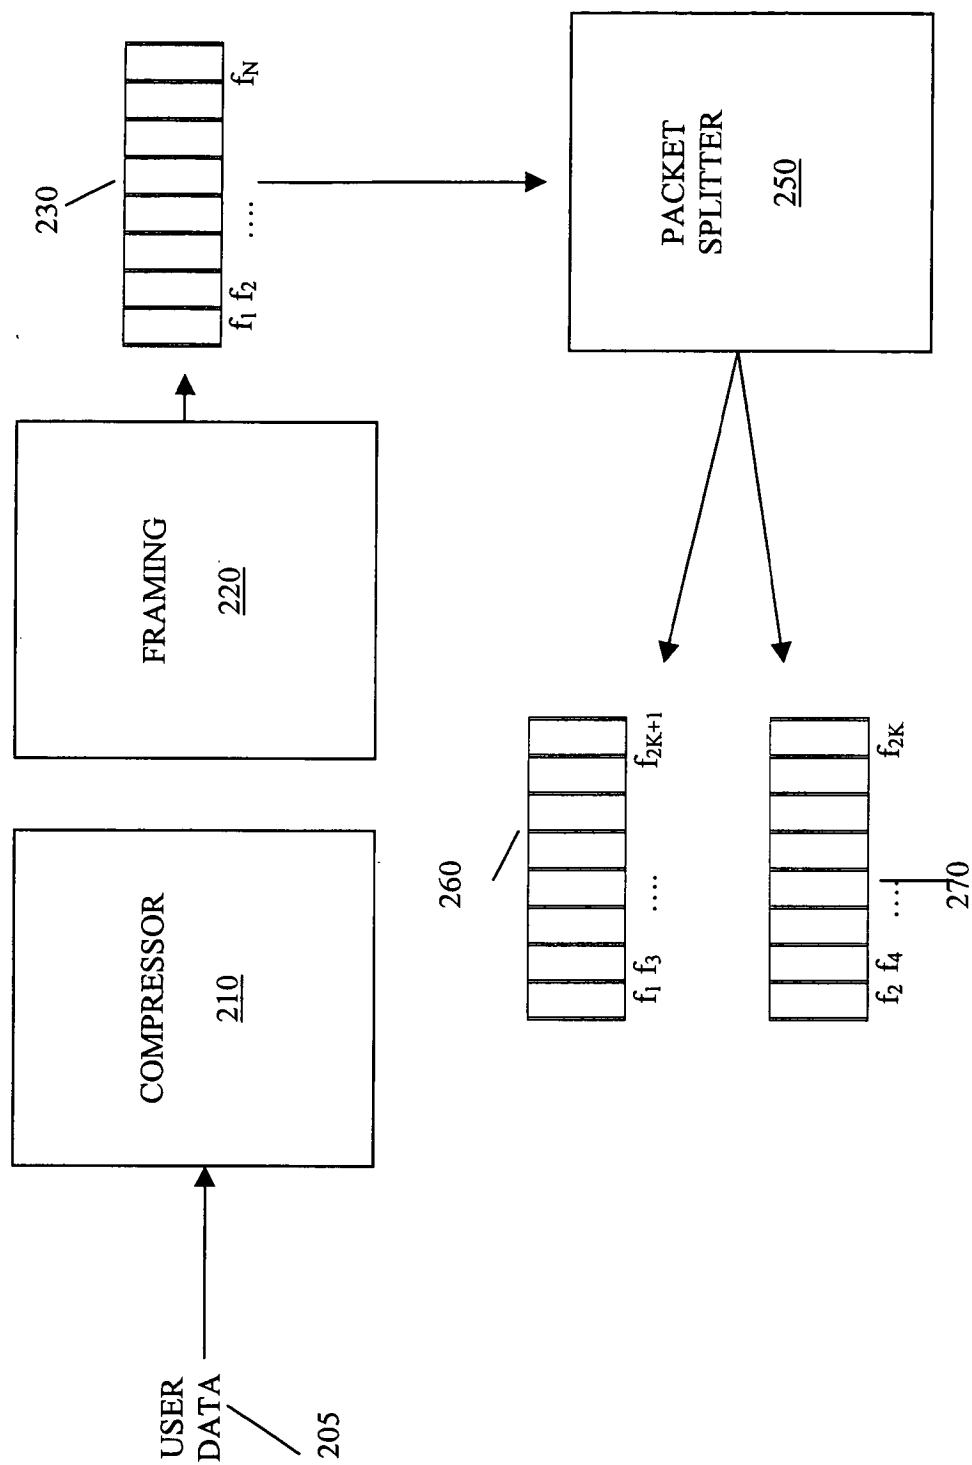 USER
DATA
205
COMPRESSOR
210
FRAMING
220
230
f1 f2 .... fN
PACKET
SPLITTER
250
260
f1 f3 .... f2K+1
f2 f4 .... f2K
270